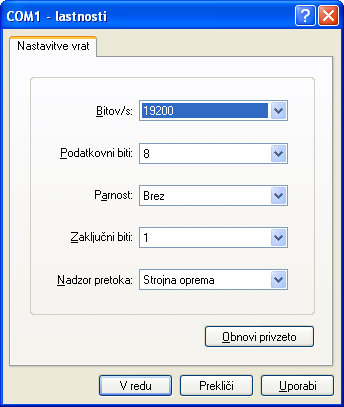 COM1 - lastnosti
Nastavitve vrat
Bitov/s: 19200
Podatkovni biti: 8
Parnost: Brez
Zaključni biti: 1
Nadzor pretoka: Strojna oprema
Obnovi privzeto
V redu Prekliči Uporabi